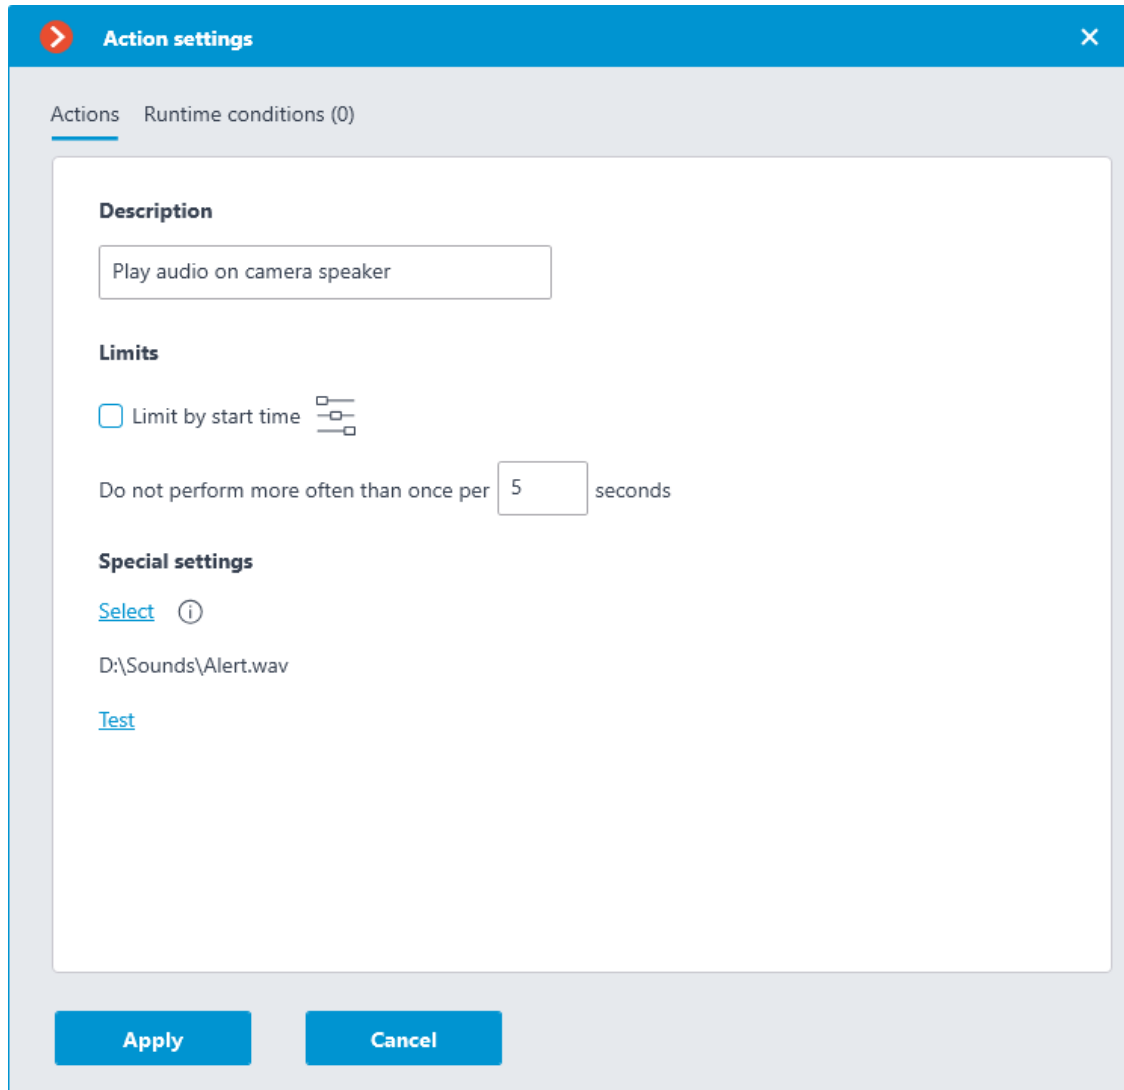 Action settings
Actions Runtime conditions (0)
Description
Play audio on camera speaker
Limits
Limit by start time
Do not perform more often than once per 5 seconds
Special settings
Select
D:\Sounds\Alert.wav
Test
Apply Cancel